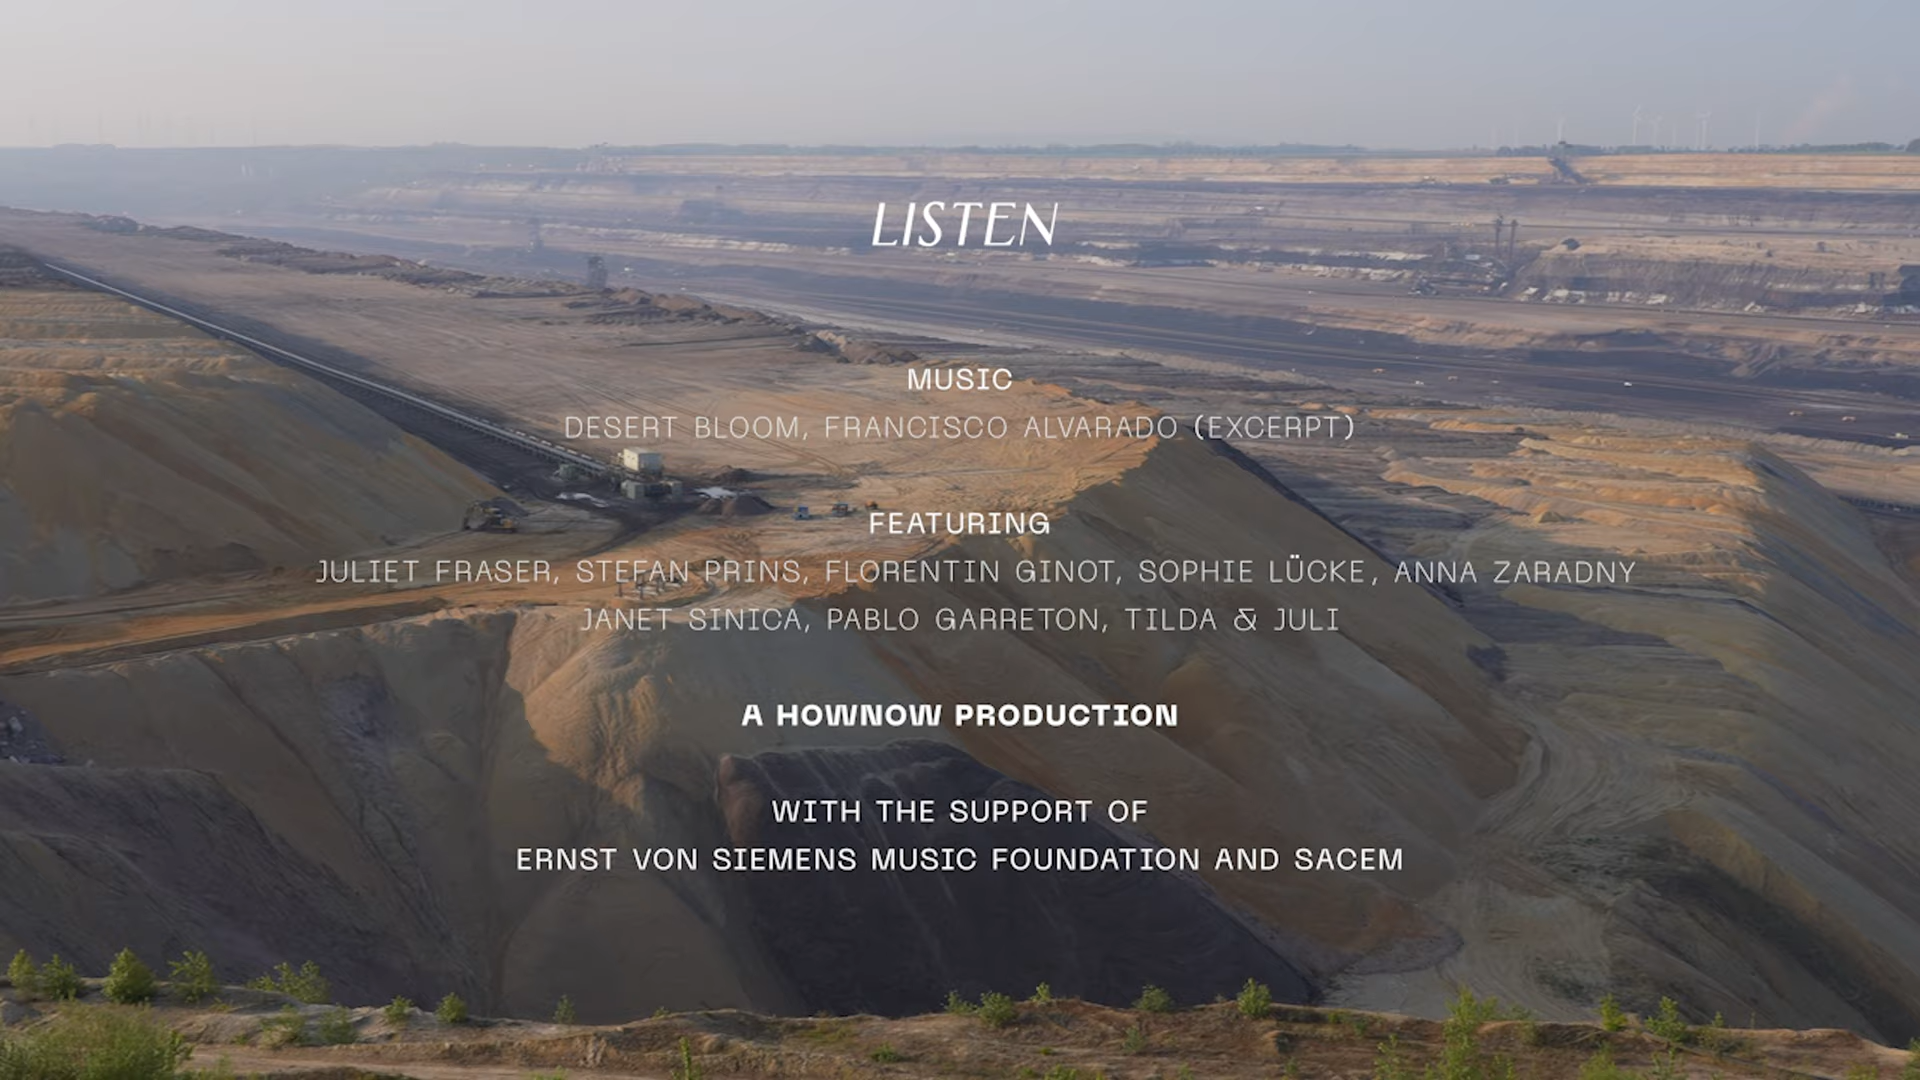 LISTEN
MUSIC
DESERT BLOOM, FRANCISCO ALVARADO (EXCERPT)
FEATURING
JULIET FRASER, STEFAN PRINS, FLORENTIN GINOT, SOPHIE LÜCKE, ANNA ZARADNY
JANET SINICA, PABLO GARRETON, TILDA & JULI
A HOWNOW PRODUCTION
WITH THE SUPPORT OF
ERNST VON SIEMENS MUSIC FOUNDATION AND SACEM